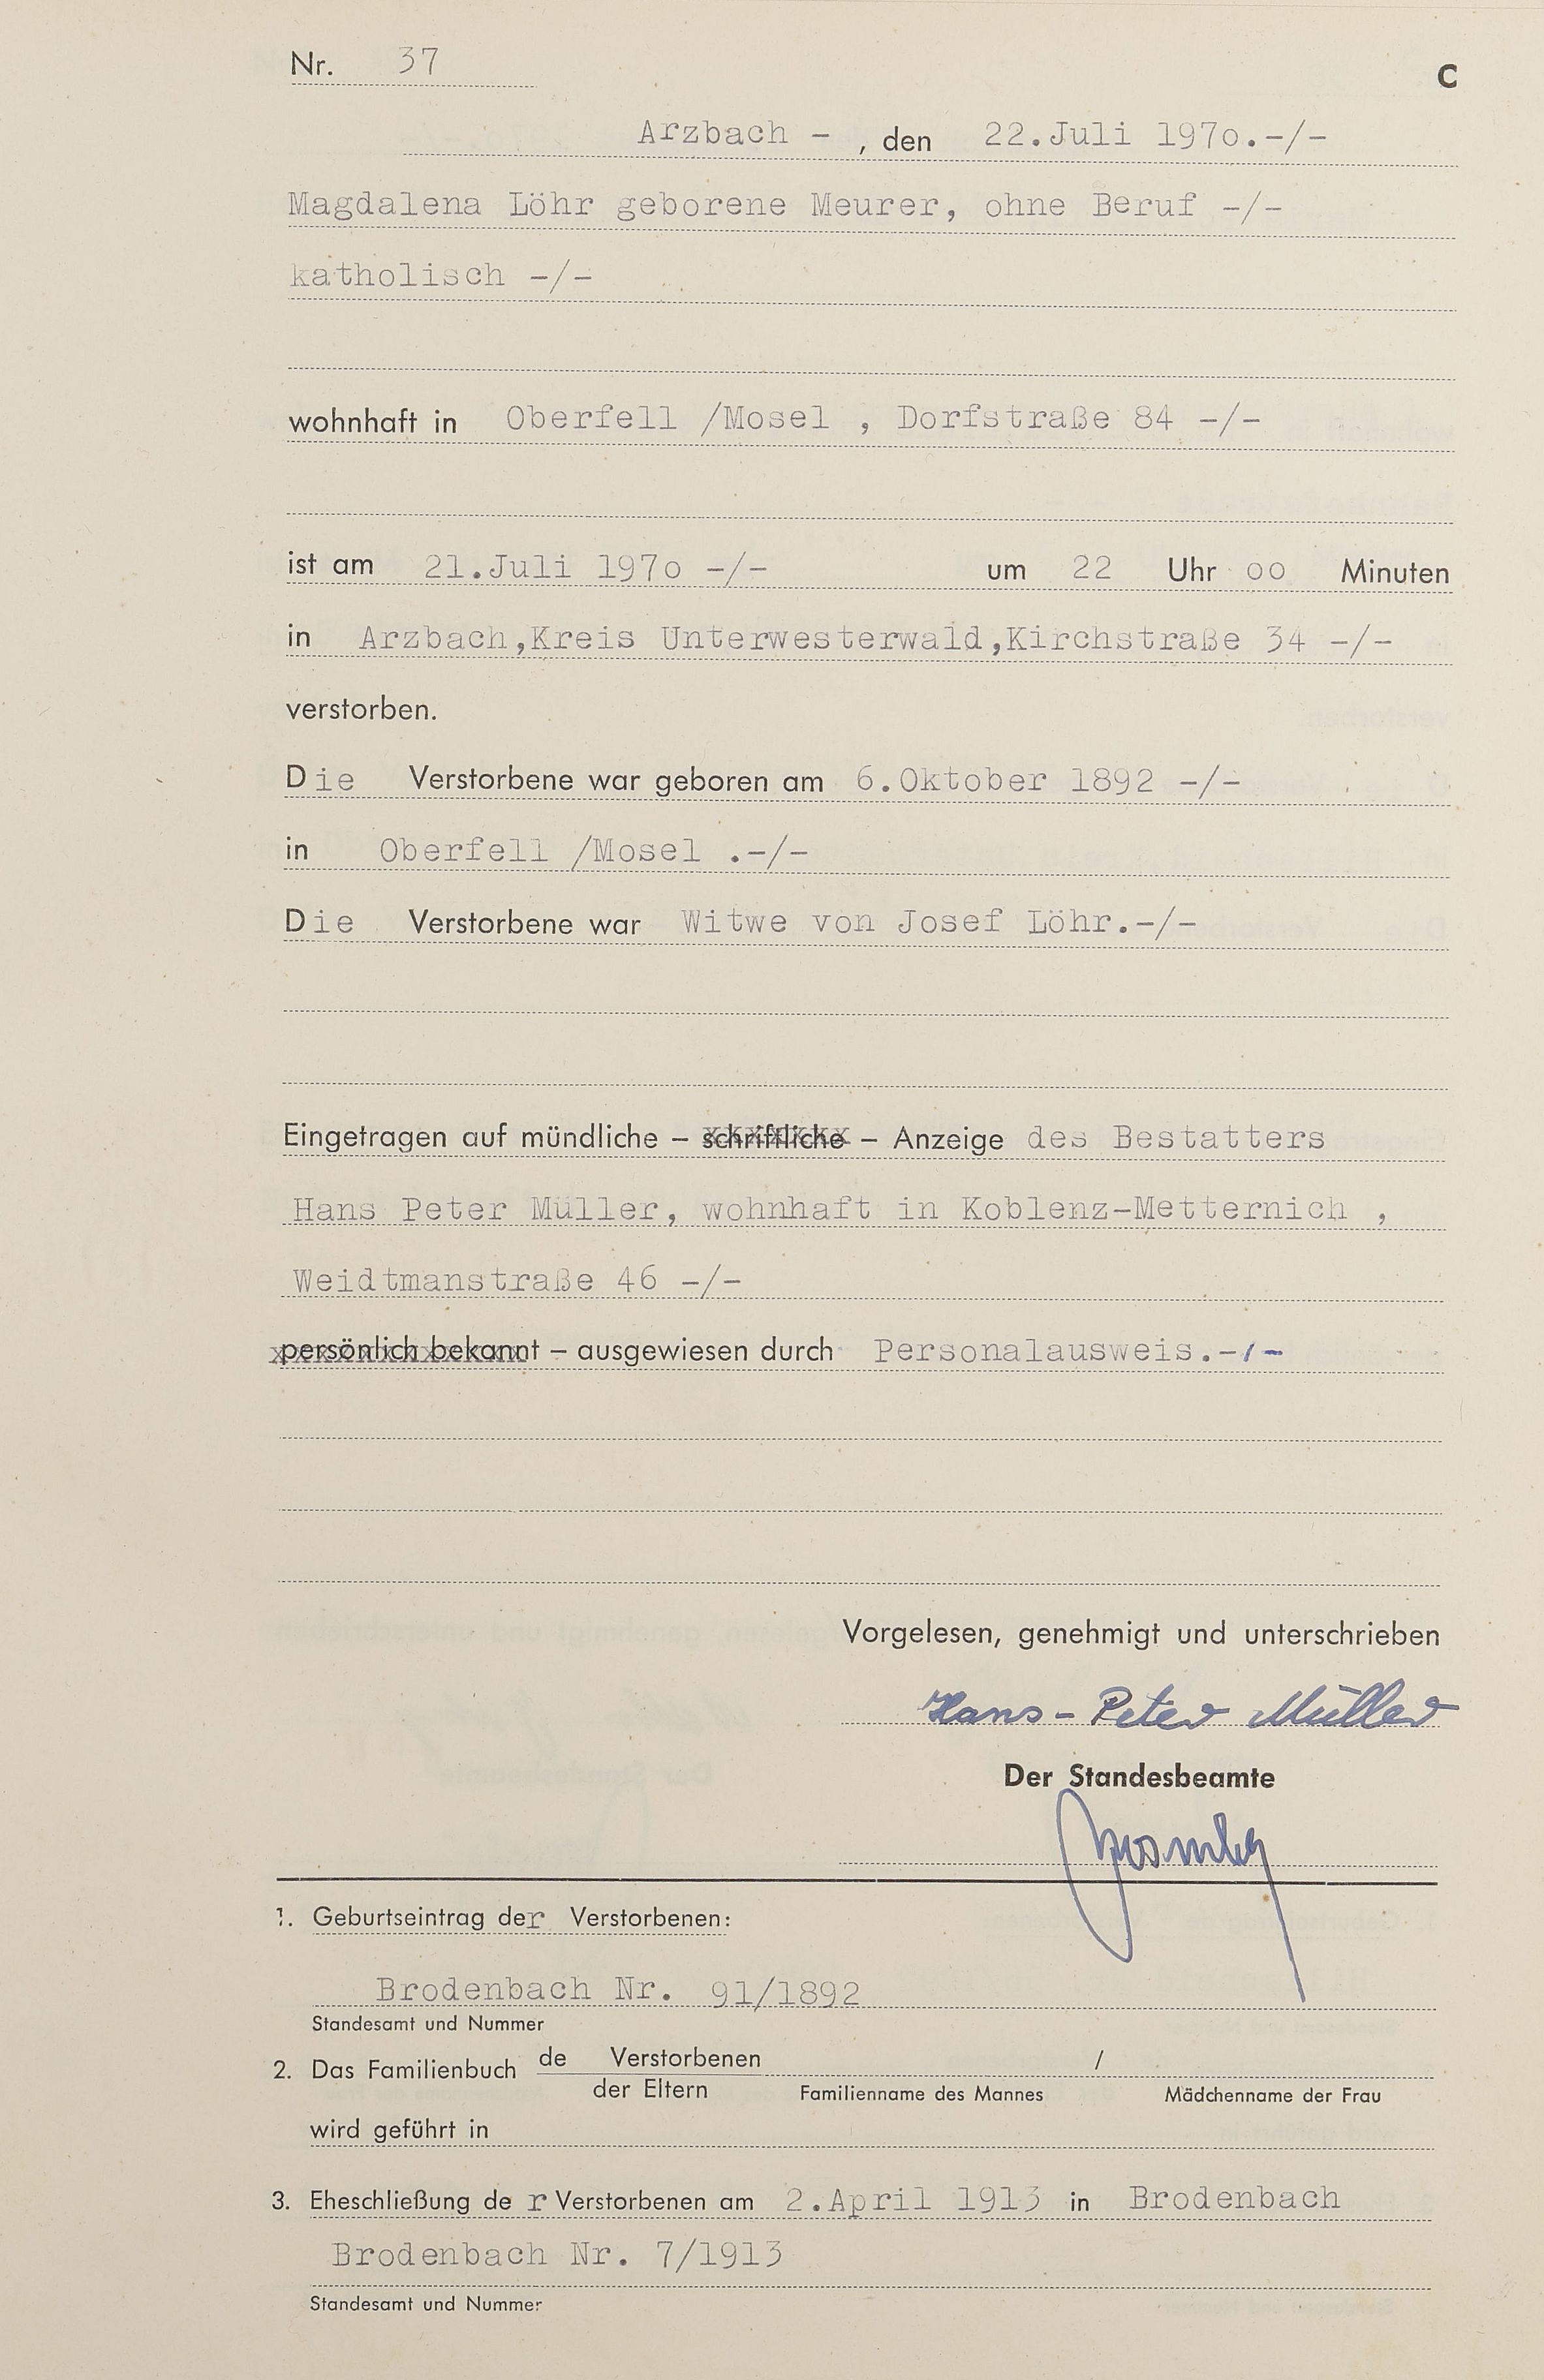 Nr. 37
C
Arzbach - , den 22.Juli 197o.-/-
Magdalena Löhr geborene Meurer, ohne Beruf -/-
katholisch -/-
wohnhaft in Oberfell /Mosel , Dorfstraße 84 -/-
ist am 21.Juli 197o -/- um 22 Uhr oo Minuten
in Arzbach,Kreis Unterwesterwald,Kirchstraße 34 -/-
verstorben.
Die Verstorbene war geboren am 6.Oktober 1892 -/-
in Oberfell /Mosel .-/-
Die Verstorbene war Witwe von Josef Löhr.-/-
Eingetragen auf mündliche - schriftliche - Anzeige des Bestatters
Hans Peter Müller, wohnhaft in Koblenz-Metternich ,
Weidtmanstraße 46 -/-
persönlich bekannt - ausgewiesen durch Personalausweis.-/-
Vorgelesen, genehmigt und unterschrieben
Hans-Peter Müller
Der Standesbeamte
1. Geburtseintrag der Verstorbenen:
Brodenbach Nr. 91/1892
Standesamt und Nummer
2. Das Familienbuch de Verstorbenen /
der Eltern Familienname des Mannes Mädchenname der Frau
wird geführt in
3. Eheschließung der Verstorbenen am 2.April 1913 in Brodenbach
Brodenbach Nr. 7/1913
Standesamt und Nummer